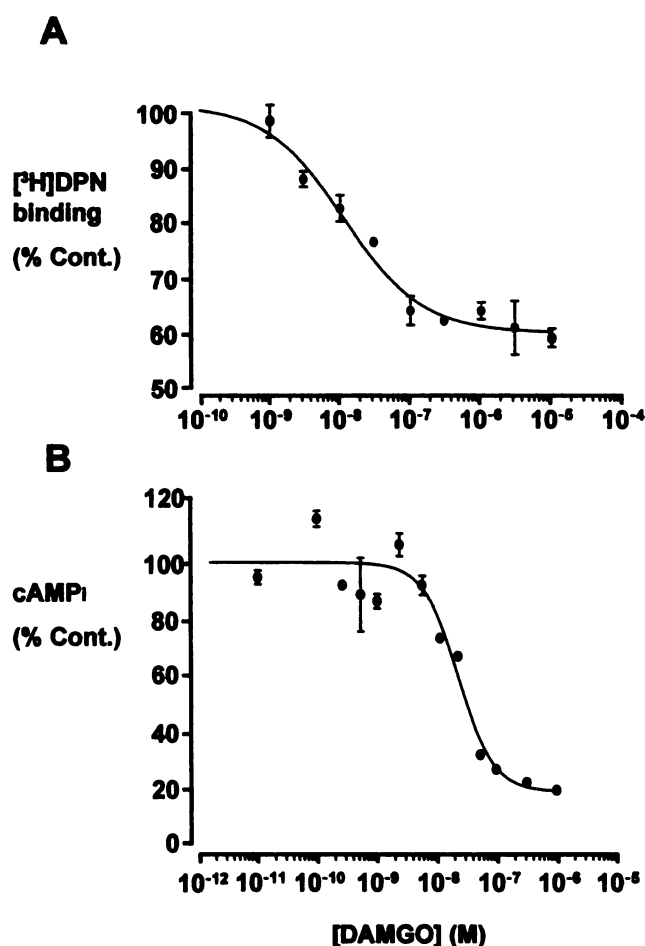 A
100
90
80
70
60
50
[³H]DPN
binding
(% Cont.)
10-10 10-9 10-8 10-7 10-6 10-5 10-4
B
120
100
80
60
40
20
0
cAMPi
(% Cont.)
10-12 10-11 10-10 10-9 10-8 10-7 10-6 10-5
[DAMGO] (M)